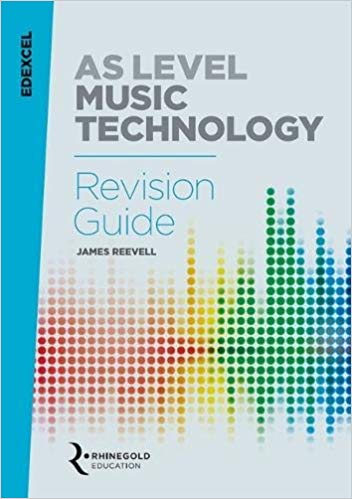 EDEXCEL
AS LEVEL
MUSIC
TECHNOLOGY
Revision
Guide
JAMES REEVELL
R.
RHINEGOLD
EDUCATION